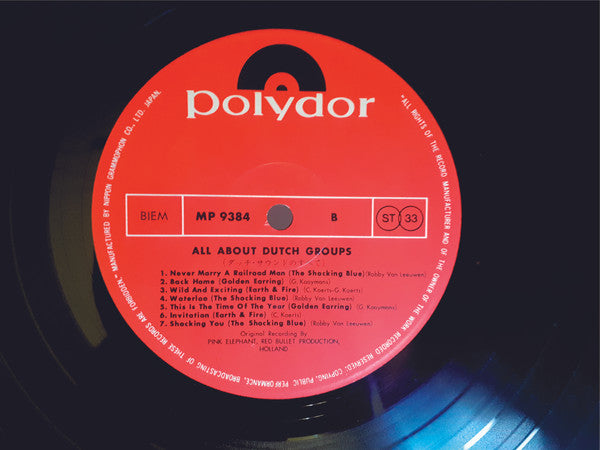 polydor
BIEM
MP 9384
B
ST 33
ALL ABOUT DUTCH GROUPS
(ダッチ・サウンドのすべて)
1. Never Marry A Railroad Man (The Shocking Blue) (Robby Van Leeuwen)
2. Back Home (Golden Earring) (G. Kooymans)
3. Wild And Exciting (Earth & Fire) (C. Koerts-G. Koerts)
4. Waterloo (The Shocking Blue) (Robby Van Leeuwen)
5. This Is The Time Of The Year (Golden Earring) (G. Kooymans)
6. Invitation (Earth & Fire) (C. Koerts)
7. Shocking You (The Shocking Blue) (Robby Van Leeuwen)
Original Recording By
PINK ELEPHANT, RED BULLET PRODUCTION,
HOLLAND
"ALL RIGHTS OF THE RECORD MANUFACTURER AND OF THE OWNER OF THE WORK RECORDED RESERVED. COPYING, PUBLIC PERFORMANCE, BROADCASTING OF THESE RECORDS ARE FORBIDDEN" MANUFACTURED BY NIPPON GRAMMOPHON CO., LTD. JAPAN.